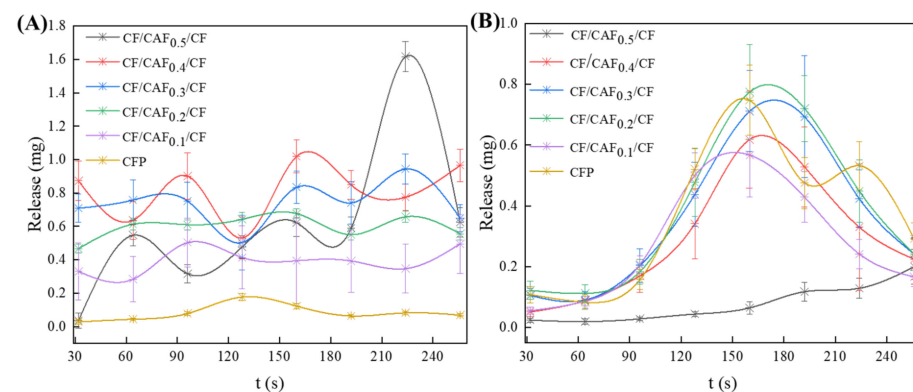 (A)
CF/CAF0.5/CF
CF/CAF0.4/CF
CF/CAF0.3/CF
CF/CAF0.2/CF
CF/CAF0.1/CF
CFP
Release (mg)
1.8
1.6
1.4
1.2
1.0
0.8
0.6
0.4
0.2
0.0
30 60 90 120 150 180 210 240
t (s)
(B)
CF/CAF0.5/CF
CF/CAF0.4/CF
CF/CAF0.3/CF
CF/CAF0.2/CF
CF/CAF0.1/CF
CFP
Release (mg)
1.0
0.8
0.6
0.4
0.2
0.0
30 60 90 120 150 180 210 240
t (s)